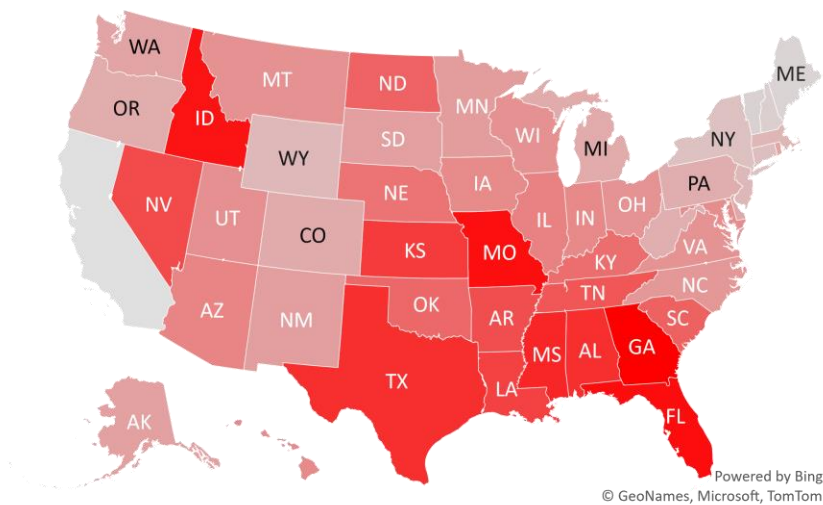 WA
MT
ND
MN
ME
OR
ID
SD
WI
MI
NY
WY
IA
PA
NV
NE
UT
CO
IL
IN
OH
KS
MO
KY
VA
AZ
NM
OK
AR
TN
NC
SC
TX
LA
MS
AL
GA
FL
AK
Powered by Bing
© GeoNames, Microsoft, TomTom